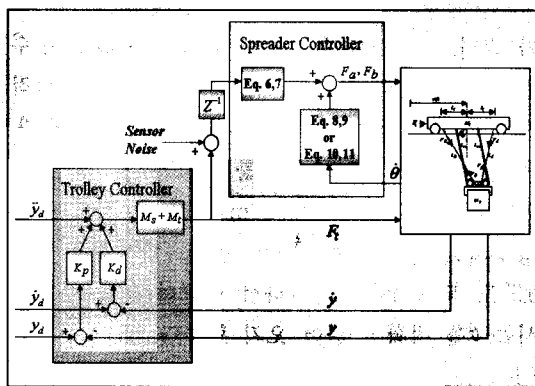 Spreader Controller
Eq. 6,7
F_a, F_b
Z^{-1}
Eq. 8,9
or
Eq. 10,11
Sensor
Noise
θ̇
Trolley Controller
ÿ_d
M_s + M_t
F_t
K_p
K_d
ẏ_d
ẏ
y_d
y